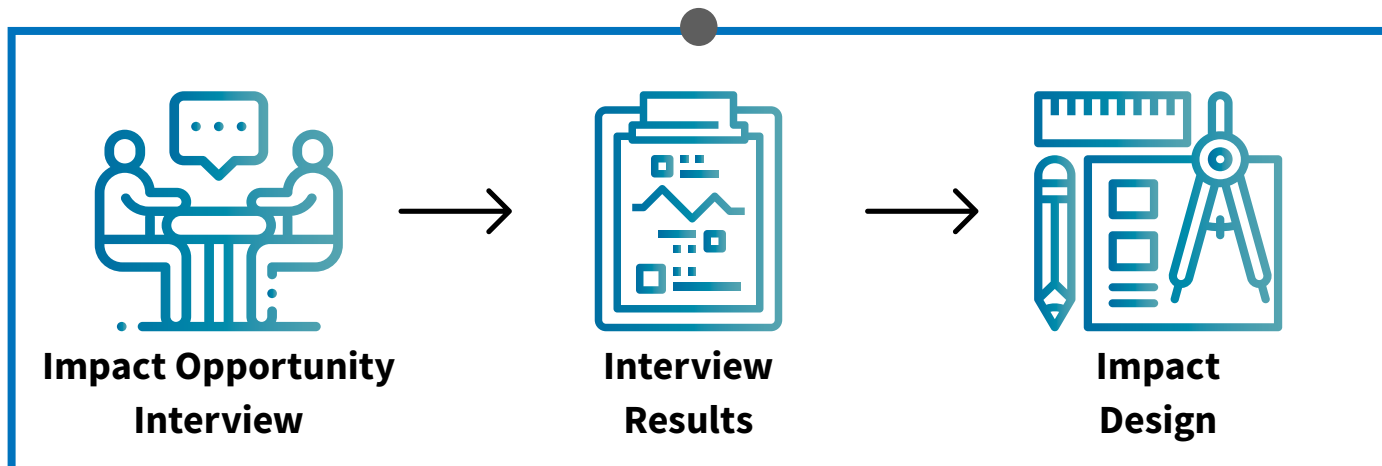 Impact Opportunity
Interview
Interview
Results
Impact
Design